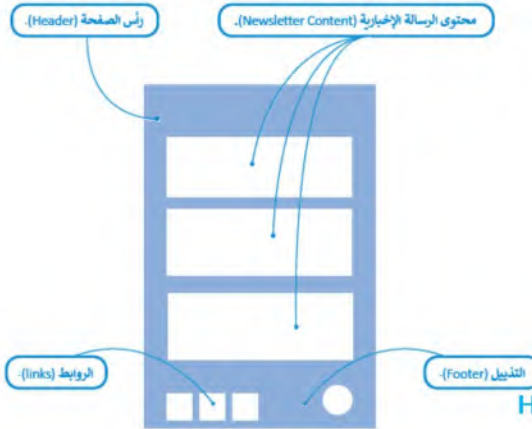 محتوى الرسالة الإخبارية (Newsletter Content).
رأس الصفحة (Header).
التذييل (Footer).
الروابط (links).
H